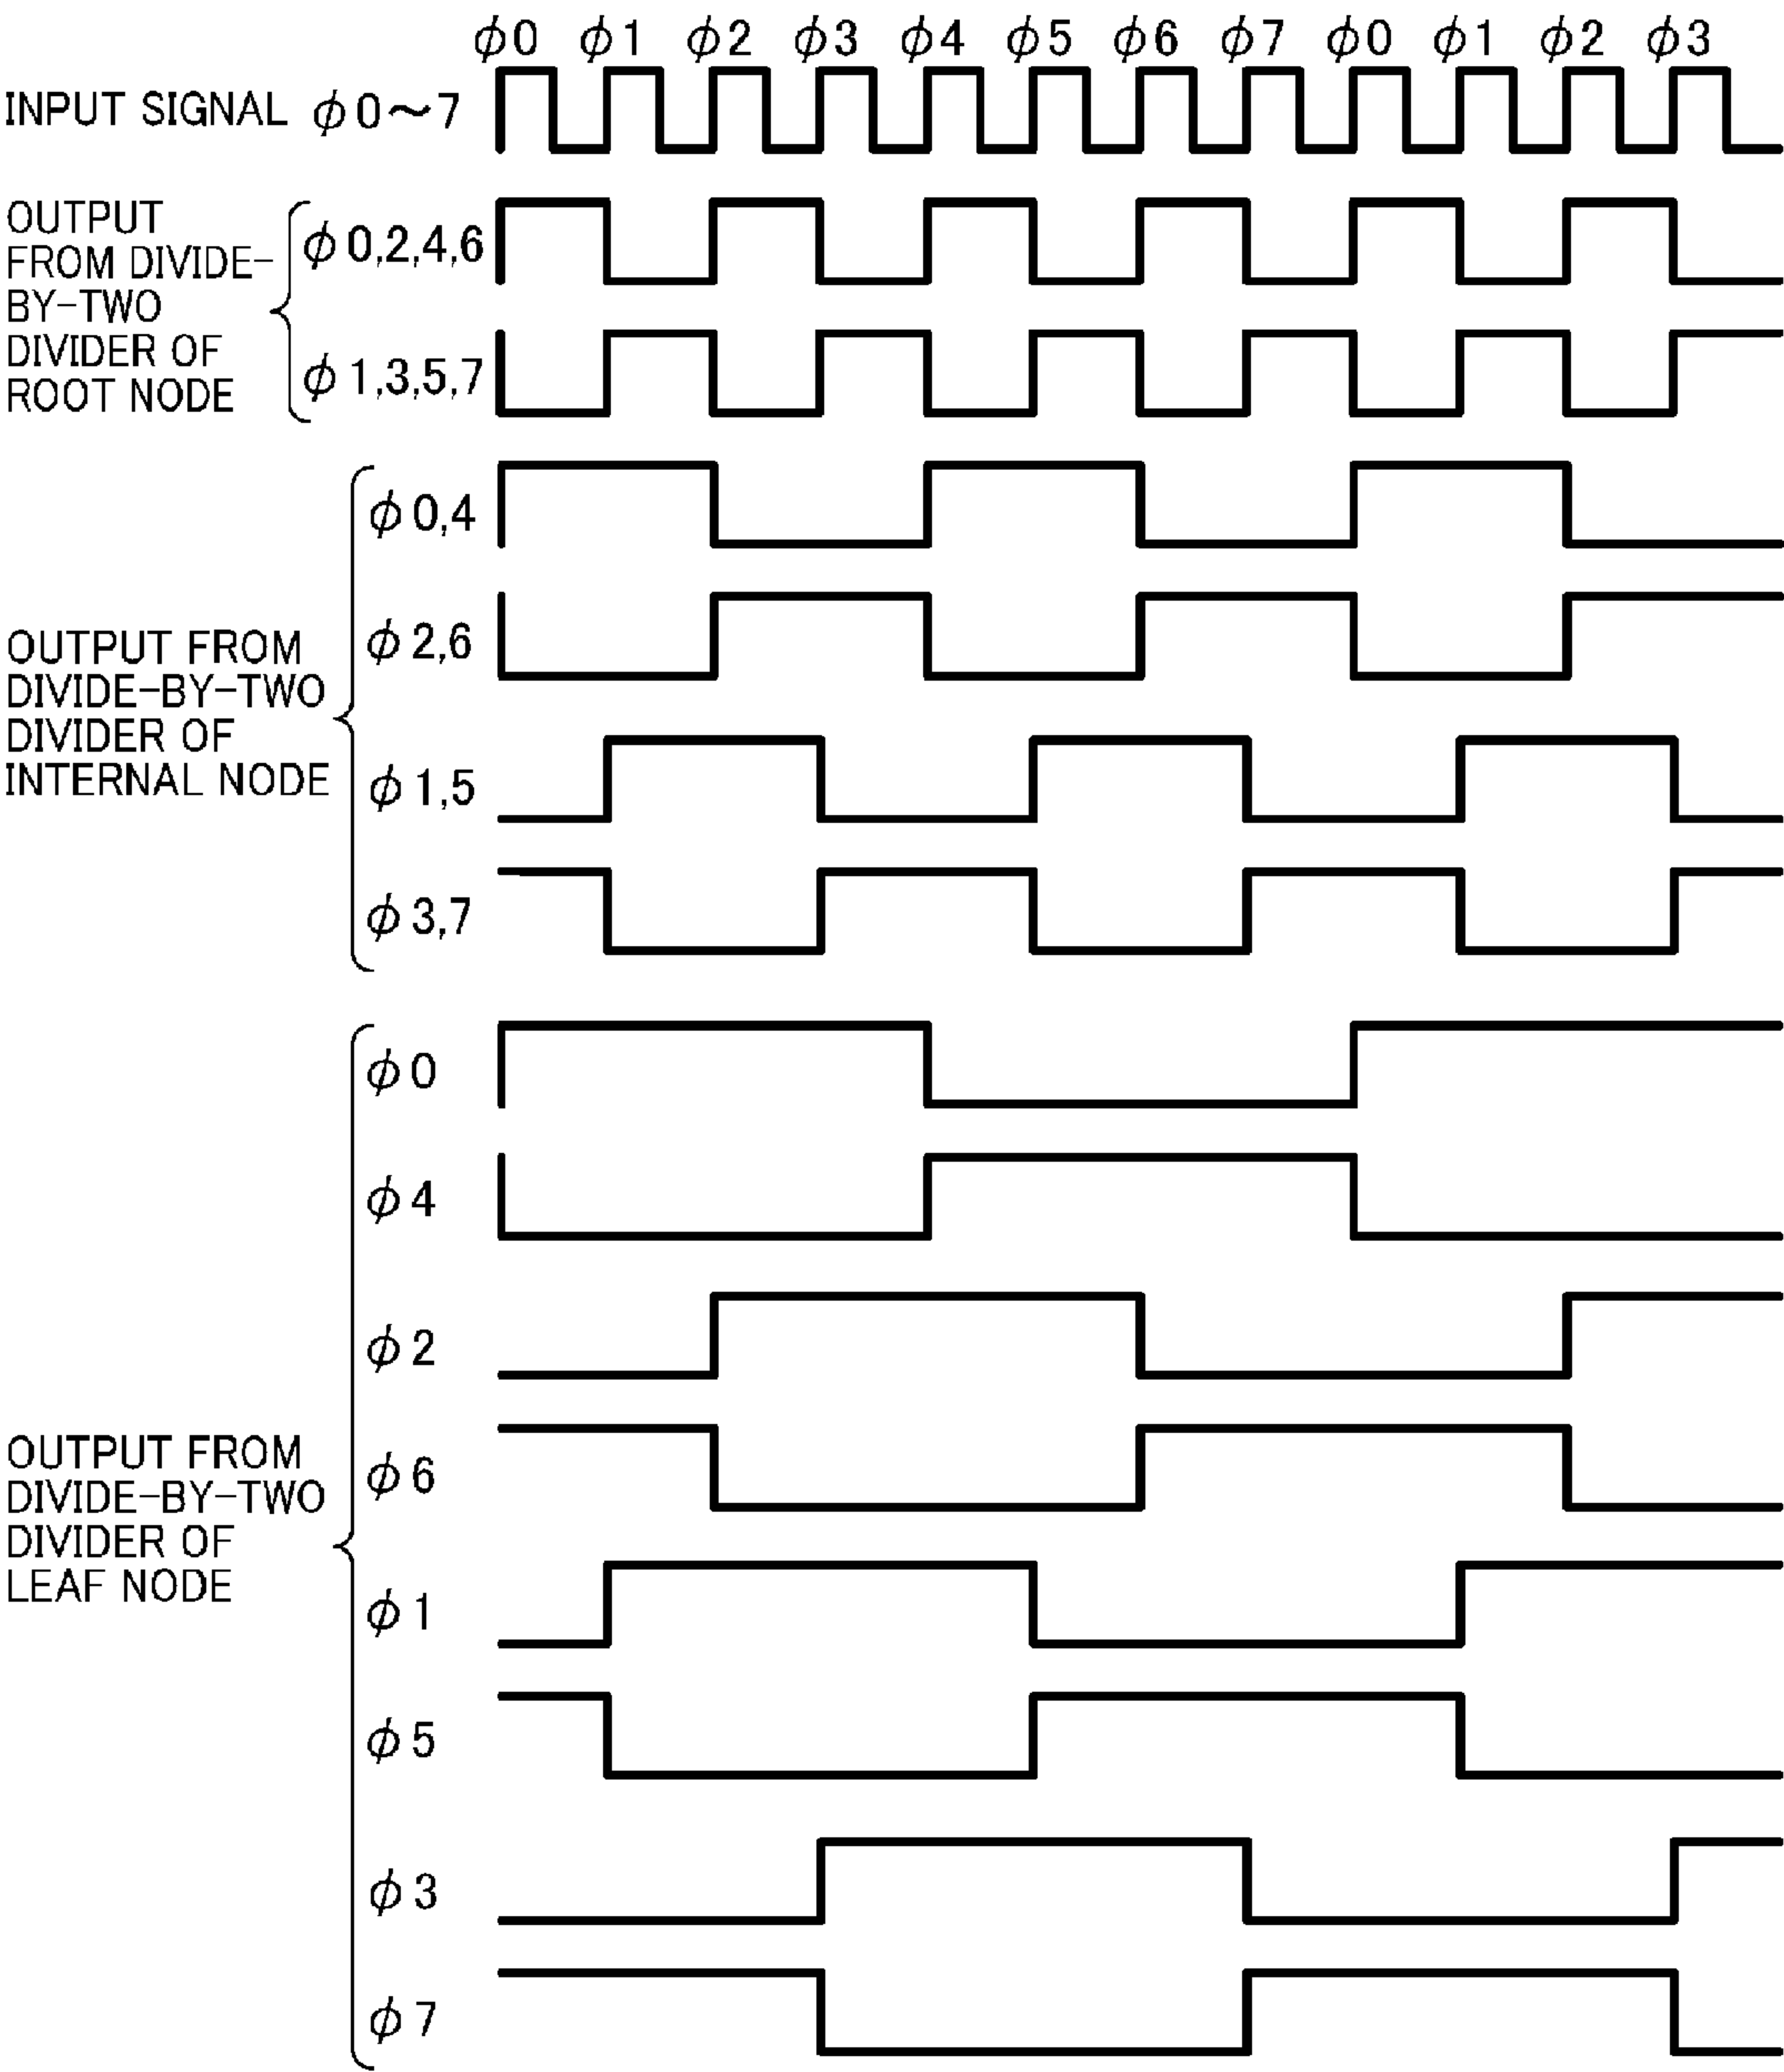 ϕ0 ϕ1 ϕ2 ϕ3 ϕ4 ϕ5 ϕ6 ϕ7 ϕ0 ϕ1 ϕ2 ϕ3
INPUT SIGNAL ϕ0~7
OUTPUT
FROM DIVIDE-
BY-TWO
DIVIDER OF
ROOT NODE
ϕ0,2,4,6
ϕ1,3,5,7
OUTPUT FROM
DIVIDE-BY-TWO
DIVIDER OF
INTERNAL NODE
ϕ0,4
ϕ2,6
ϕ1,5
ϕ3,7
OUTPUT FROM
DIVIDE-BY-TWO
DIVIDER OF
LEAF NODE
ϕ0
ϕ4
ϕ2
ϕ6
ϕ1
ϕ5
ϕ3
ϕ7